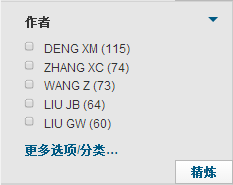 作者
DENG XM (115)
ZHANG XC (74)
WANG Z (73)
LIU JB (64)
LIU GW (60)
更多选项/分类...
精炼